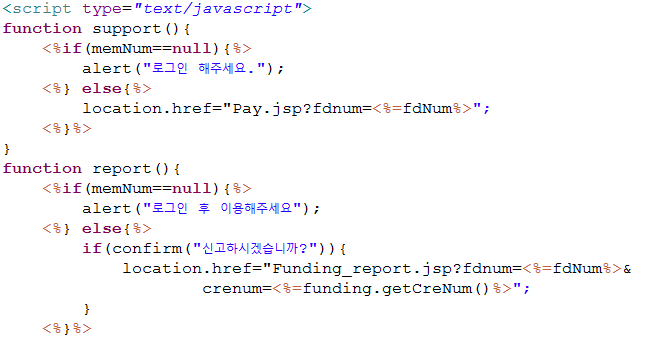 <script type="text/javascript">
function support(){
    <%if(memNum==null){%>
        alert("로그인 해주세요.");
    <%} else{%>
        location.href="Pay.jsp?fdnum=<%=fdNum%>";
    <%}%>
}
function report(){
    <%if(memNum==null){%>
        alert("로그인 후 이용해주세요");
    <%} else{%>
        if(confirm("신고하시겠습니까?")){
            location.href="Funding_report.jsp?fdnum=<%=fdNum%>&
                    crenum=<%=funding.getCreNum()%>";
        }
    <%}%>